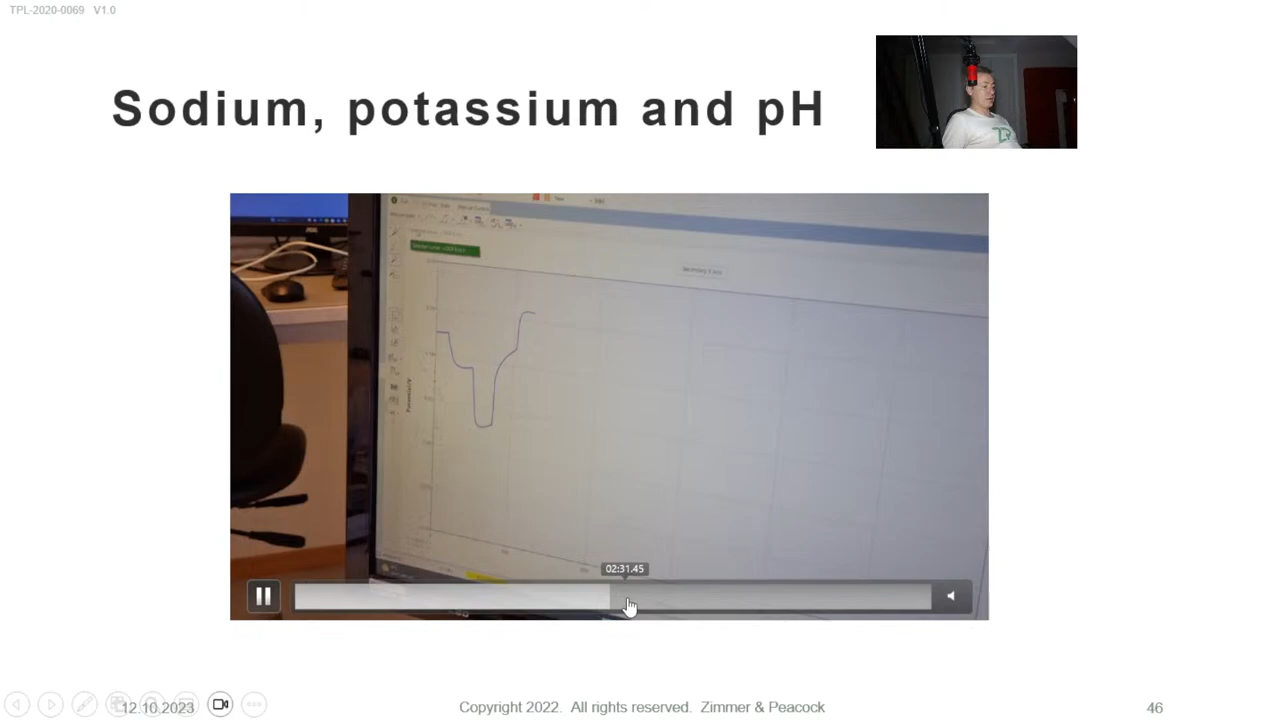 TPL-2020-0069 V1.0
Sodium, potassium and pH
02:31.45
12.10.2023
Copyright 2022. All rights reserved. Zimmer & Peacock
46